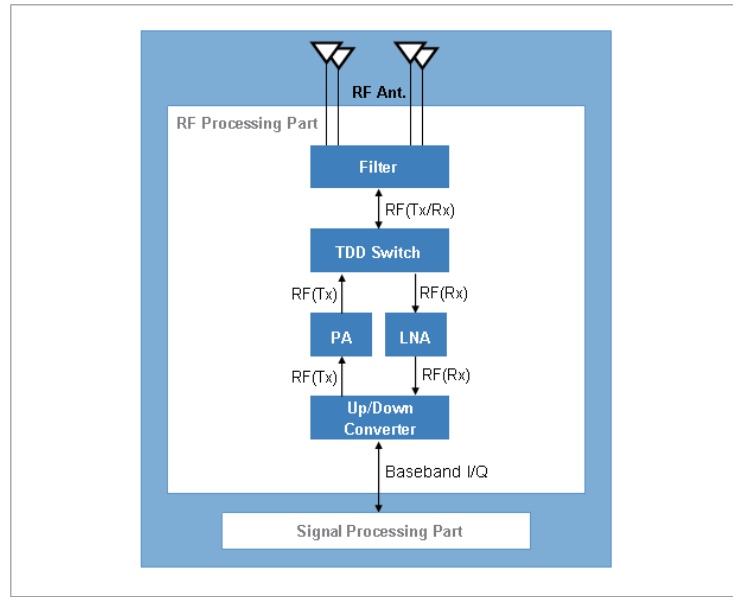 RF Ant.
RF Processing Part
Filter
RF(Tx/Rx)
TDD Switch
RF(Tx)
RF(Rx)
PA
LNA
RF(Tx)
RF(Rx)
Up/Down
Converter
Baseband I/Q
Signal Processing Part